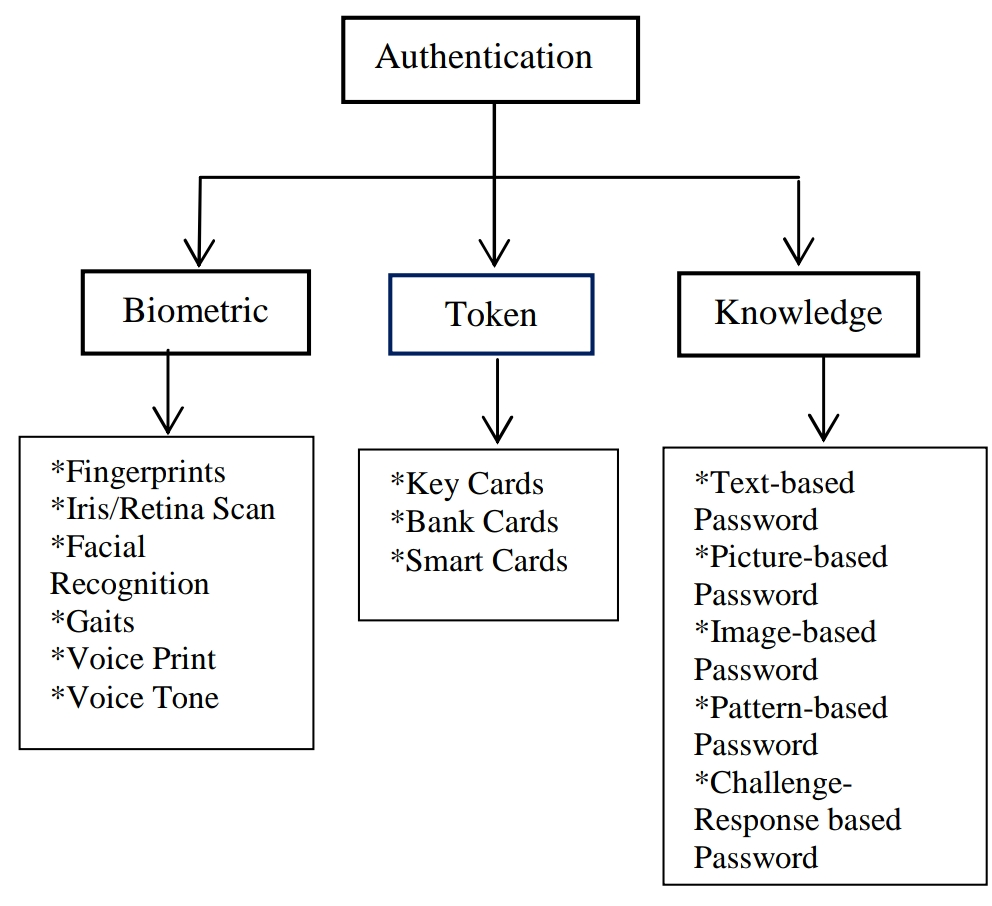 Authentication
Biometric
Token
Knowledge
*Fingerprints
*Iris/Retina Scan
*Facial
Recognition
*Gaits
*Voice Print
*Voice Tone
*Key Cards
*Bank Cards
*Smart Cards
*Text-based
Password
*Picture-based
Password
*Image-based
Password
*Pattern-based
Password
*Challenge-
Response based
Password